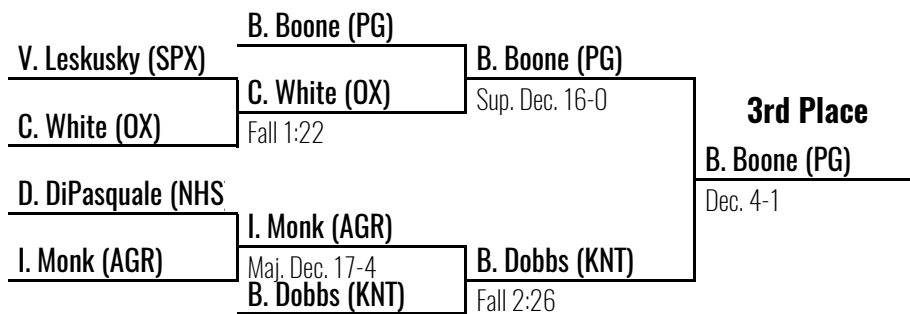 B. Boone (PG)
V. Leskusky (SPX)
B. Boone (PG)
C. White (OX)
Sup. Dec. 16-0
3rd Place
C. White (OX)
Fall 1:22
B. Boone (PG)
D. DiPasquale (NHS
Dec. 4-1
I. Monk (AGR)
I. Monk (AGR)
Maj. Dec. 17-4
B. Dobbs (KNT)
B. Dobbs (KNT)
Fall 2:26